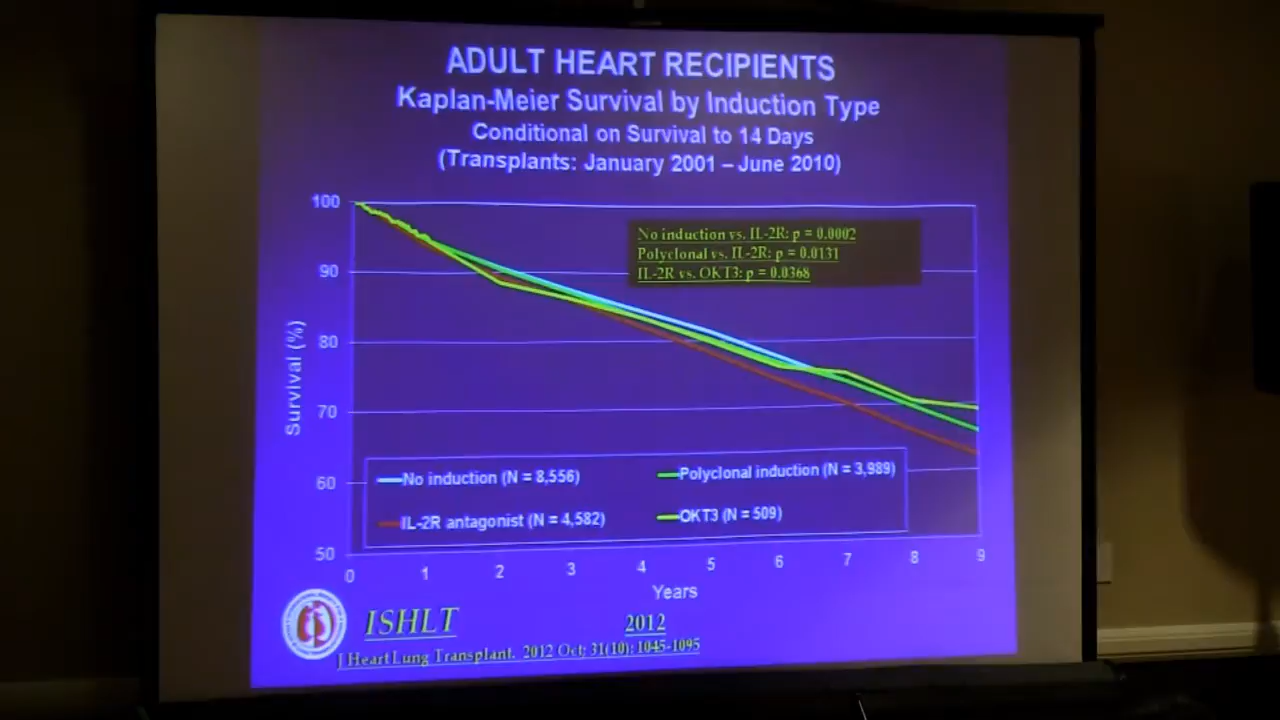 ADULT HEART RECIPIENTS
Kaplan-Meier Survival by Induction Type
Conditional on Survival to 14 Days
(Transplants: January 2001 – June 2010)
No induction vs. IL-2R: p = 0.0002
Polyclonal vs. IL-2R: p = 0.0131
IL-2R vs. OKT3: p = 0.0368
Survival (%)
100
90
80
70
60
50
No induction (N = 8,556)
Polyclonal induction (N = 3,989)
IL-2R antagonist (N = 4,582)
OKT3 (N = 509)
0 1 2 3 4 5 6 7 8 9
Years
ISHLT
2012
J Heart Lung Transplant. 2012 Oct; 31(10): 1045-1095